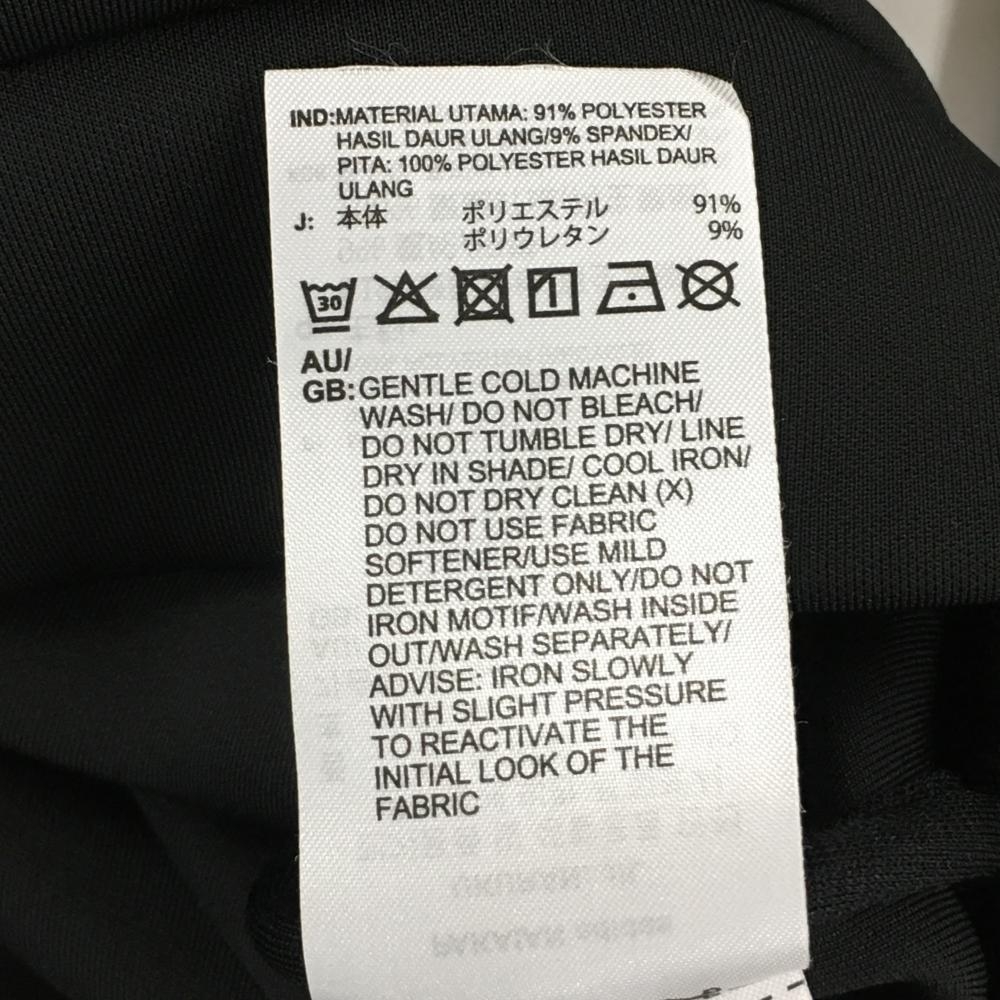 IND:MATERIAL UTAMA: 91% POLYESTER
HASIL DAUR ULANG/9% SPANDEX/
PITA: 100% POLYESTER HASIL DAUR
ULANG
J: 本体 ポリエステル 91%
ポリウレタン 9%
30
AU/
GB: GENTLE COLD MACHINE
WASH/ DO NOT BLEACH/
DO NOT TUMBLE DRY/ LINE
DRY IN SHADE/ COOL IRON/
DO NOT DRY CLEAN (X)
DO NOT USE FABRIC
SOFTENER/USE MILD
DETERGENT ONLY/DO NOT
IRON MOTIF/WASH INSIDE
OUT/WASH SEPARATELY/
ADVISE: IRON SLOWLY
WITH SLIGHT PRESSURE
TO REACTIVATE THE
INITIAL LOOK OF THE
FABRIC